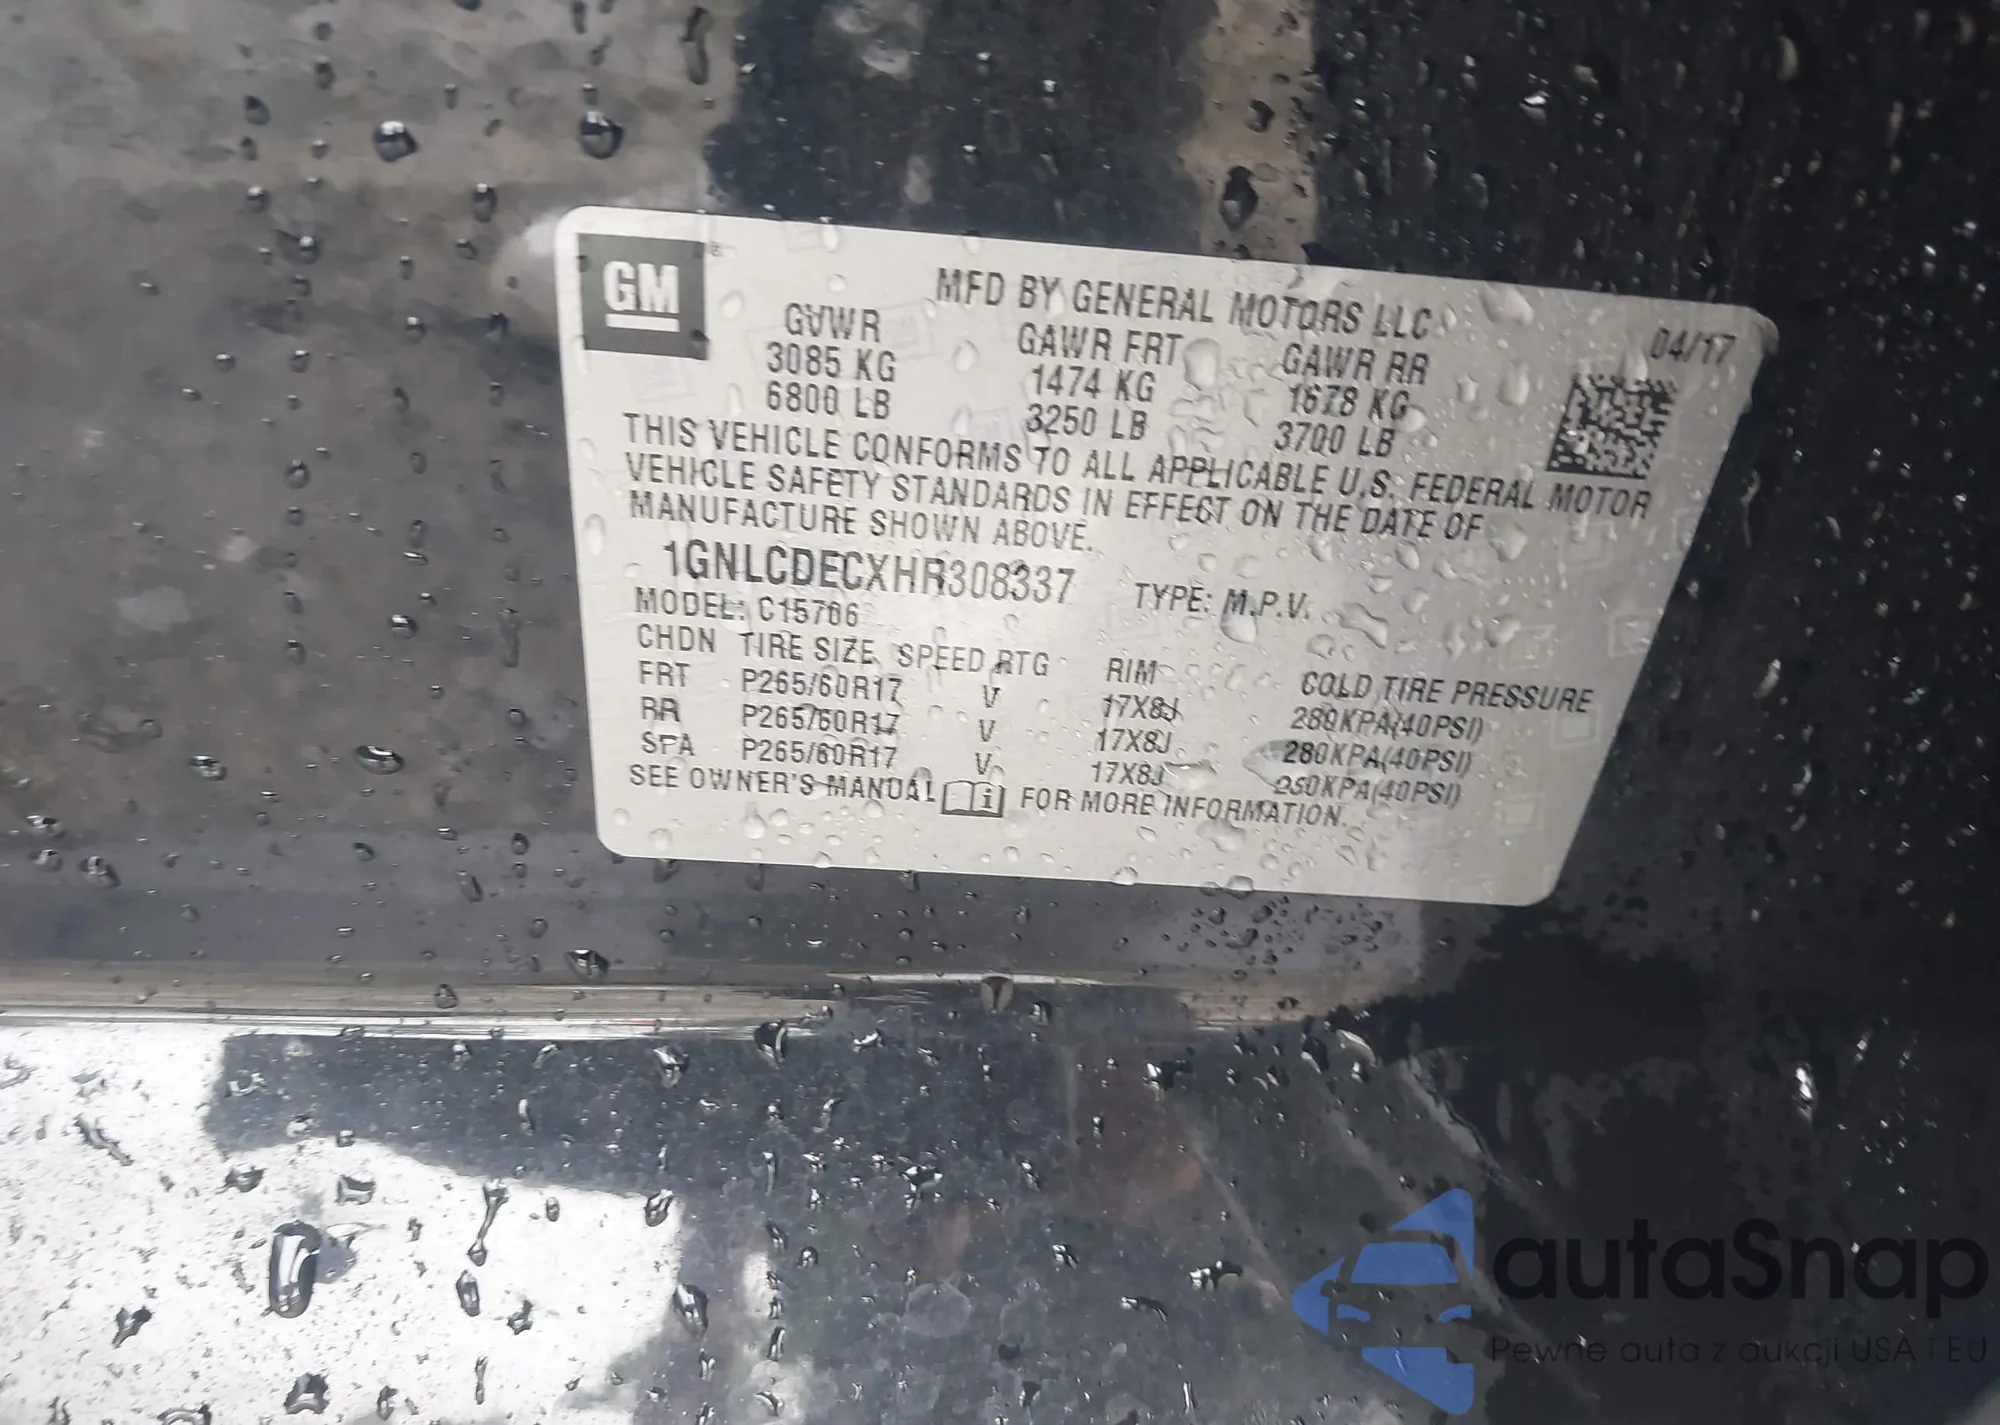 GM
MFD BY GENERAL MOTORS LLC
04/17
GVWR GAWR FRT GAWR RR
3085 KG 1474 KG 1678 KG
6800 LB 3250 LB 3700 LB
THIS VEHICLE CONFORMS TO ALL APPLICABLE U.S. FEDERAL MOTOR
VEHICLE SAFETY STANDARDS IN EFFECT ON THE DATE OF
MANUFACTURE SHOWN ABOVE.
1GNLCDECXHR308337 TYPE: M.P.V.
MODEL: C15706
CHDN TIRE SIZE SPEED RTG RIM COLD TIRE PRESSURE
FRT P265/60R17 V 17X8J 280KPA(40PSI)
RR P265/60R17 V 17X8J 280KPA(40PSI)
SPA P265/60R17 V 17X8J 280KPA(40PSI)
SEE OWNER'S MANUAL FOR MORE INFORMATION.
autaSnap
Pewne auta z aukcji USA i EU